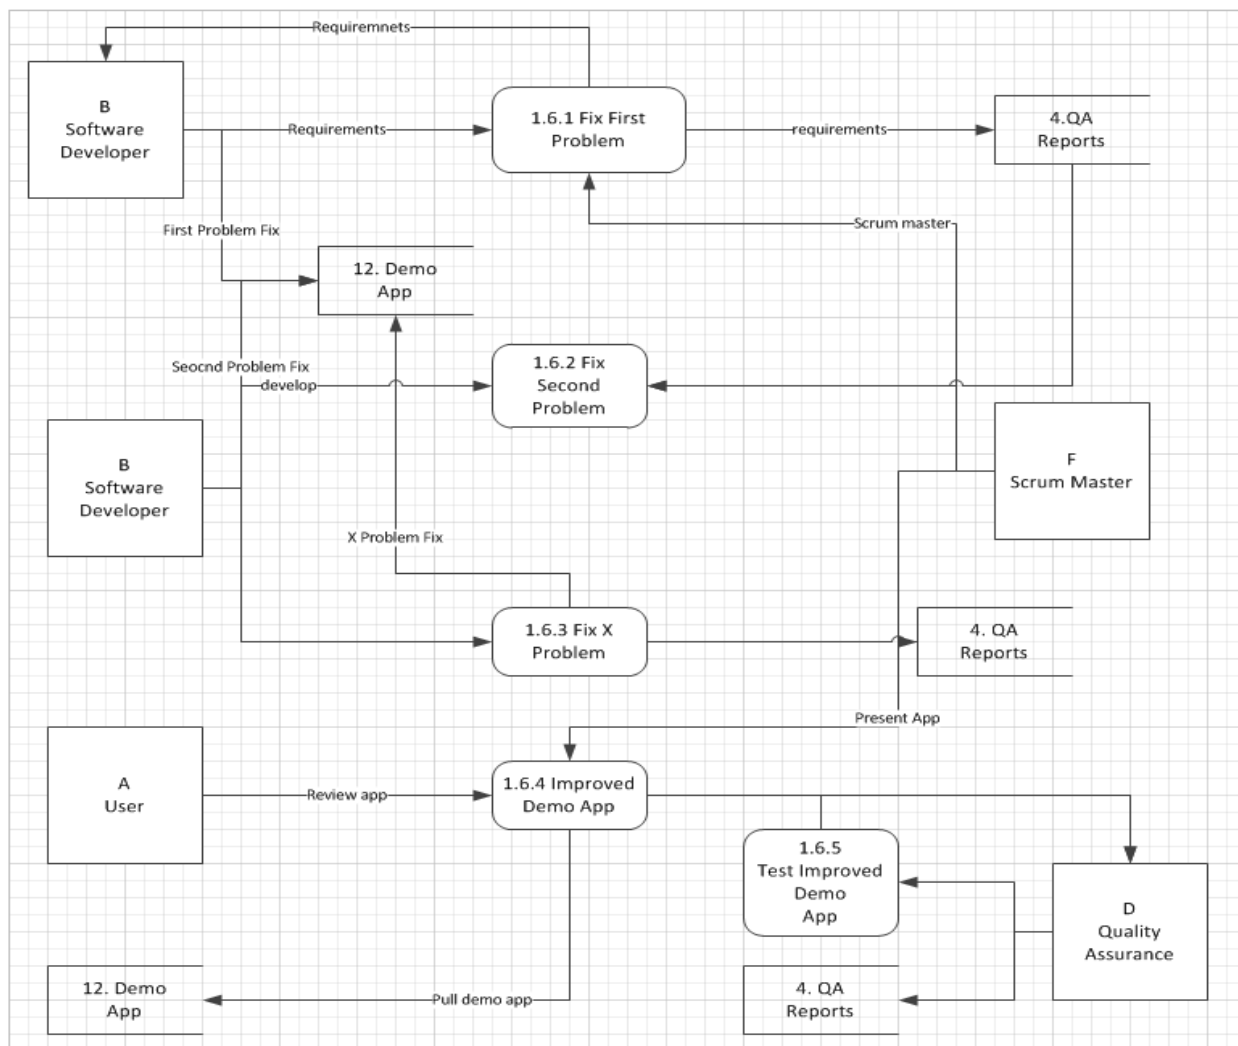 Requiremnets
B
Software
Developer
Requirements
1.6.1 Fix First
Problem
requirements
4.QA
Reports
First Problem Fix
Scrum master
12. Demo
App
Seocnd Problem Fix
develop
1.6.2 Fix
Second
Problem
B
Software
Developer
F
Scrum Master
X Problem Fix
1.6.3 Fix X
Problem
4. QA
Reports
Present App
A
User
Review app
1.6.4 Improved
Demo App
1.6.5
Test Improved
Demo
App
D
Quality
Assurance
12. Demo
App
Pull demo app
4. QA
Reports